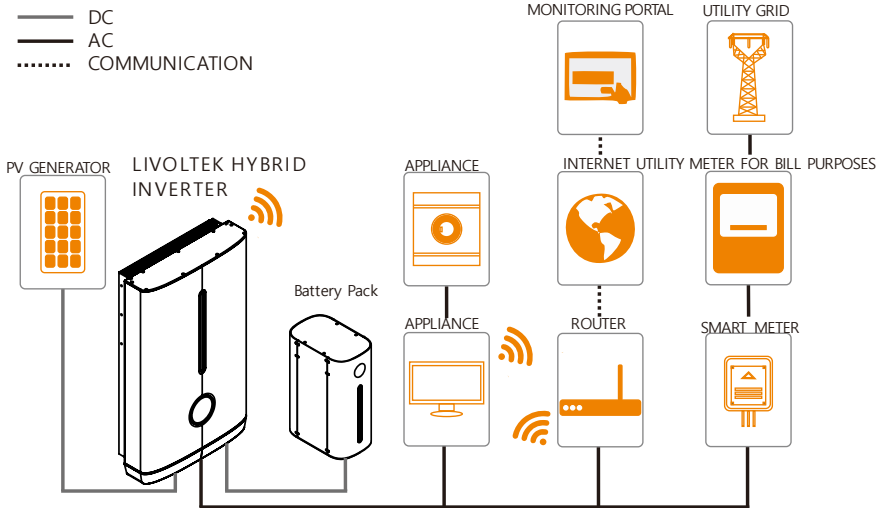 DC
AC
COMMUNICATION
MONITORING PORTAL
UTILITY GRID
PV GENERATOR
LIVOLTEK HYBRID
INVERTER
APPLIANCE
INTERNET
UTILITY METER FOR BILL PURPOSES
Battery Pack
APPLIANCE
ROUTER
SMART METER